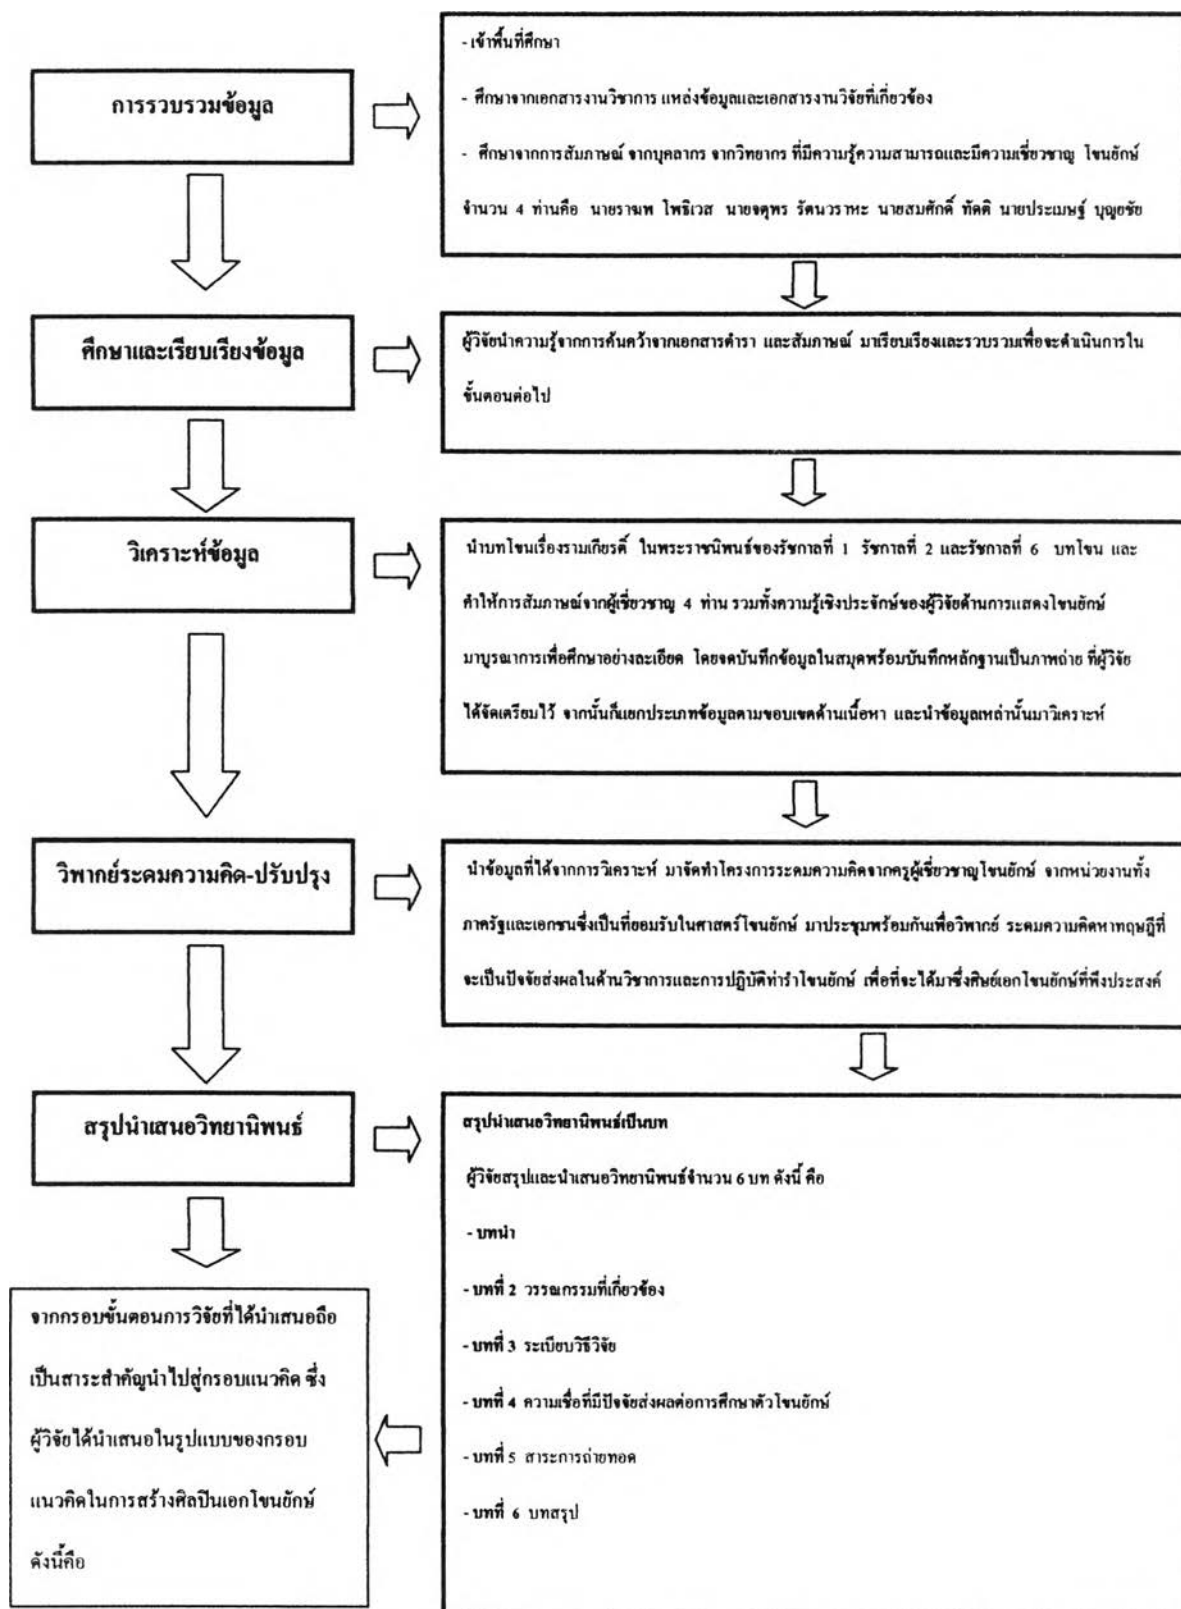 การรวบรวมข้อมูล
- เข้าพื้นที่ศึกษา
- ศึกษาจากเอกสารงานวิชาการ แหล่งข้อมูลและเอกสารงานวิจัยที่เกี่ยวข้อง
- ศึกษาจากการสัมภาษณ์ จากบุคลากร จากวิทยากร ที่มีความรู้ความสามารถและมีความเชี่ยวชาญ โขนยักษ์
จำนวน 4 ท่านคือ นายราฆพ โพธิเวส นายจตุพร รัตนวราหะ นายสมศักดิ์ ทัดติ นายประเมษฐ์ บุญยชัย
ศึกษาและเรียบเรียงข้อมูล
ผู้วิจัยนำความรู้จากการค้นคว้าจากเอกสารตำรา และสัมภาษณ์ มาเรียบเรียงและรวบรวมเพื่อจะดำเนินการใน
ขั้นตอนต่อไป
วิเคราะห์ข้อมูล
นำบทโขนเรื่องรามเกียรติ์ ในพระราชนิพนธ์ของรัชกาลที่ 1 รัชกาลที่ 2 และรัชกาลที่ 6 บทโขน และ
คำให้การสัมภาษณ์จากผู้เชี่ยวชาญ 4 ท่าน รวมทั้งความรู้เชิงประจักษ์ของผู้วิจัยด้านการแสดงโขนยักษ์
มาบูรณาการเพื่อศึกษาอย่างละเอียด โดยจดบันทึกข้อมูลในสมุดพร้อมบันทึกหลักฐานเป็นภาพถ่าย ที่ผู้วิจัย
ได้จัดเตรียมไว้ จากนั้นก็แยกประเภทข้อมูลตามขอบเขตด้านเนื้อหา และนำข้อมูลเหล่านั้นมาวิเคราะห์
วิพากย์ระดมความคิด-ปรับปรุง
นำข้อมูลที่ได้จากการวิเคราะห์ มาจัดทำโครงการระดมความคิดจากครูผู้เชี่ยวชาญโขนยักษ์ จากหน่วยงานทั้ง
ภาครัฐและเอกชนซึ่งเป็นที่ยอมรับในศาสตร์โขนยักษ์ มาประชุมพร้อมกันเพื่อวิพากย์ ระดมความคิดหาทฤษฎีที่
จะเป็นปัจจัยส่งผลในด้านวิชาการและการปฏิบัติท่ารำโขนยักษ์ เพื่อที่จะได้มาซึ่งศิษย์เอกโขนยักษ์ที่พึงประสงค์
สรุปนำเสนอวิทยานิพนธ์
สรุปนำเสนอวิทยานิพนธ์เป็นบท
ผู้วิจัยสรุปและนำเสนอวิทยานิพนธ์จำนวน 6 บท ดังนี้ คือ
- บทนำ
- บทที่ 2 วรรณกรรมที่เกี่ยวข้อง
- บทที่ 3 ระเบียบวิธีวิจัย
- บทที่ 4 ความเชื่อที่มีปัจจัยส่งผลต่อการศึกษาตัวโขนยักษ์
- บทที่ 5 สาระการถ่ายทอด
- บทที่ 6 บทสรุป
จากกรอบขั้นตอนการวิจัยที่ได้นำเสนอถือ
เป็นสาระสำคัญนำไปสู่กรอบแนวคิด ซึ่ง
ผู้วิจัยได้นำเสนอในรูปแบบของกรอบ
แนวคิดในการสร้างศิลปินเอกโขนยักษ์
ดังนี้คือ